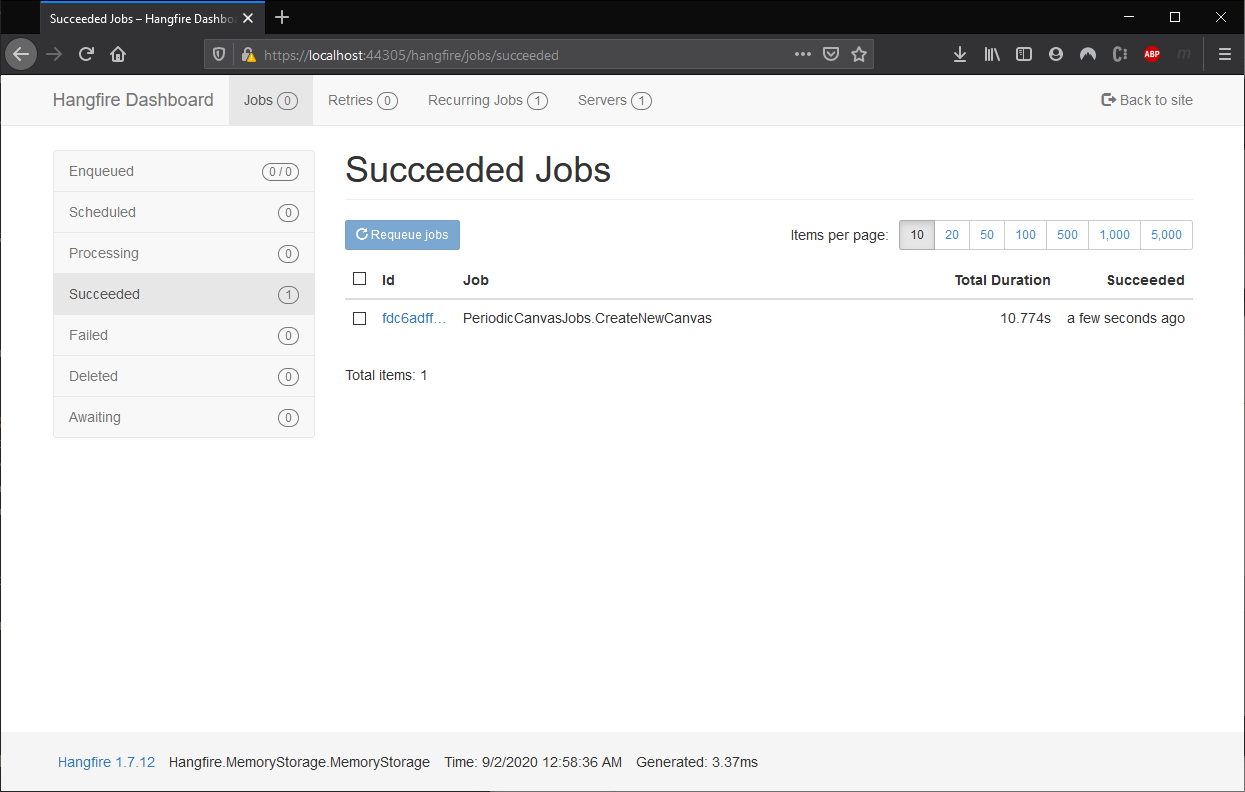 Succeeded Jobs – Hangfire Dashbo
https://localhost:44305/hangfire/jobs/succeeded
ABP
Hangfire Dashboard Jobs 0 Retries 0 Recurring Jobs 1 Servers 1 Back to site
Enqueued 0 / 0
Scheduled 0
Processing 0
Succeeded 1
Failed 0
Deleted 0
Awaiting 0
Succeeded Jobs
Requeue jobs Items per page: 10 20 50 100 500 1,000 5,000
Id Job Total Duration Succeeded
fdc6adff… PeriodicCanvasJobs.CreateNewCanvas 10.774s a few seconds ago
Total items: 1
Hangfire 1.7.12 Hangfire.MemoryStorage.MemoryStorage Time: 9/2/2020 12:58:36 AM Generated: 3.37ms